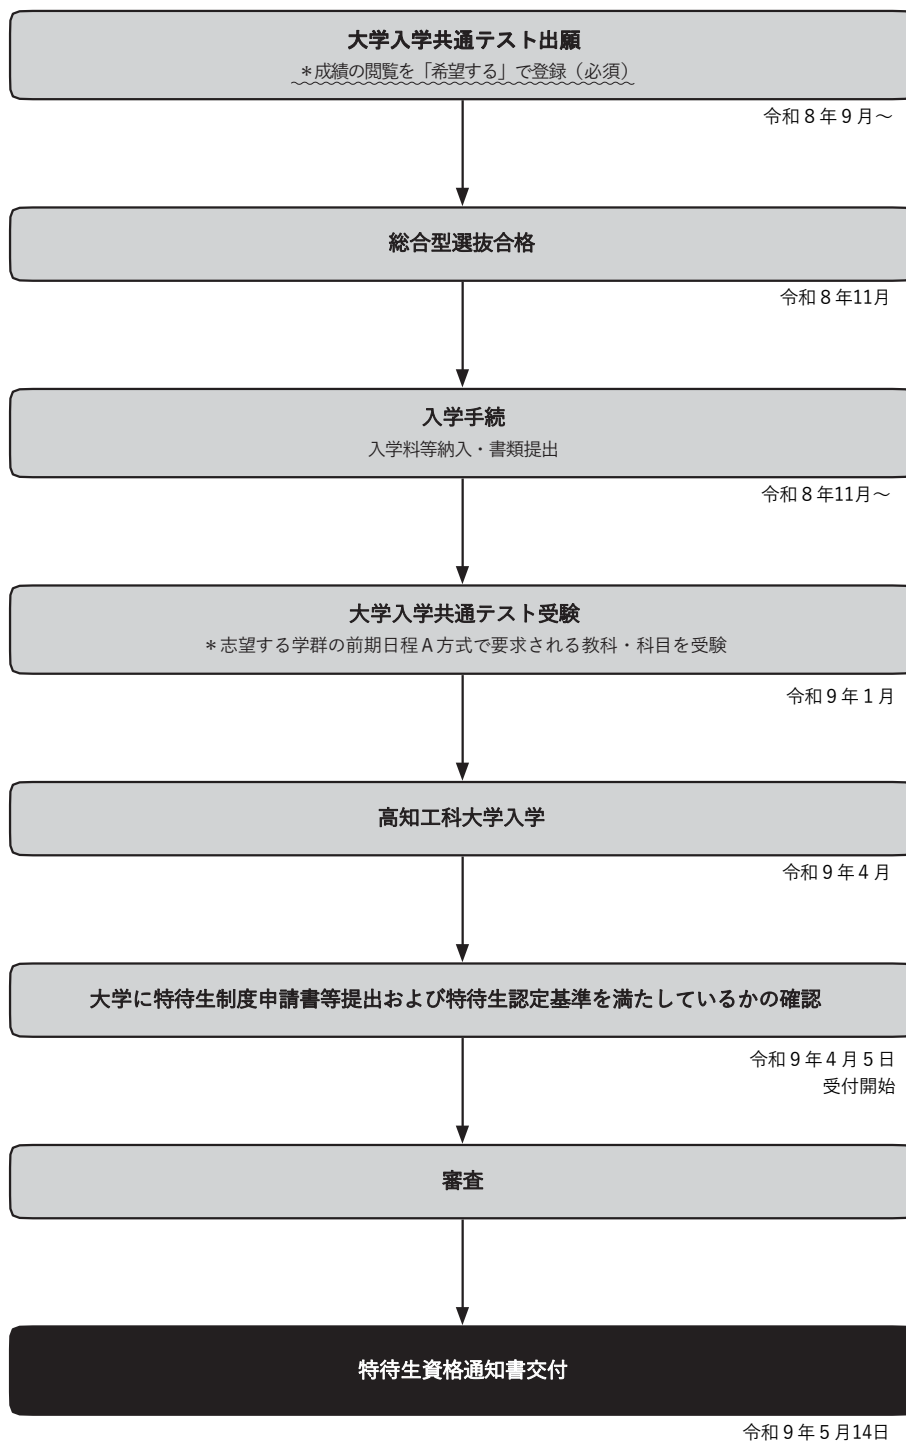 大学入学共通テスト出願
＊成績の閲覧を「希望する」で登録（必須）
令和８年９月～
総合型選抜合格
令和８年11月
入学手続
入学料等納入・書類提出
令和８年11月～
大学入学共通テスト受験
＊志望する学群の前期日程Ａ方式で要求される教科・科目を受験
令和９年１月
高知工科大学入学
令和９年４月
大学に特待生制度申請書等提出および特待生認定基準を満たしているかの確認
令和９年４月５日
受付開始
審査
特待生資格通知書交付
令和９年５月14日